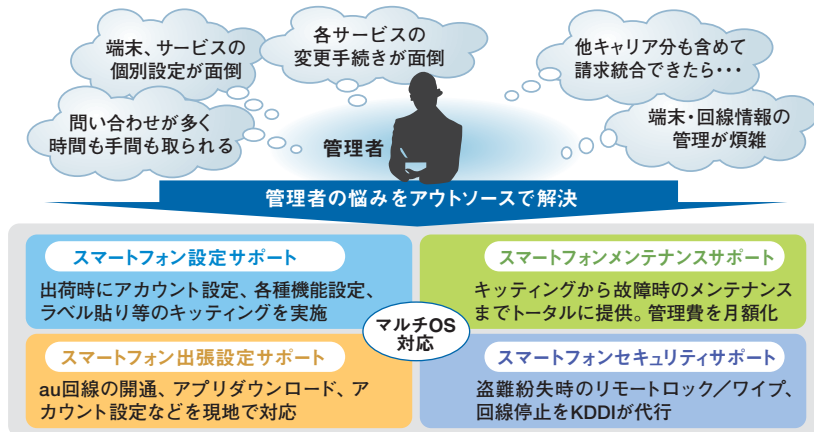 端末、サービスの
個別設定が面倒
各サービスの
変更手続きが面倒
他キャリア分も含めて
請求統合できたら・・・
問い合わせが多く
時間も手間も取られる
管理者
端末・回線情報の
管理が煩雑
管理者の悩みをアウトソースで解決
スマートフォン設定サポート
出荷時にアカウント設定、各種機能設定、
ラベル貼り等のキッティングを実施
スマートフォンメンテナンスサポート
キッティングから故障時のメンテナンス
までトータルに提供。管理費を月額化
マルチOS
対応
スマートフォン出張設定サポート
au回線の開通、アプリダウンロード、ア
カウント設定などを現地で対応
スマートフォンセキュリティサポート
盗難紛失時のリモートロック／ワイプ、
回線停止をKDDIが代行